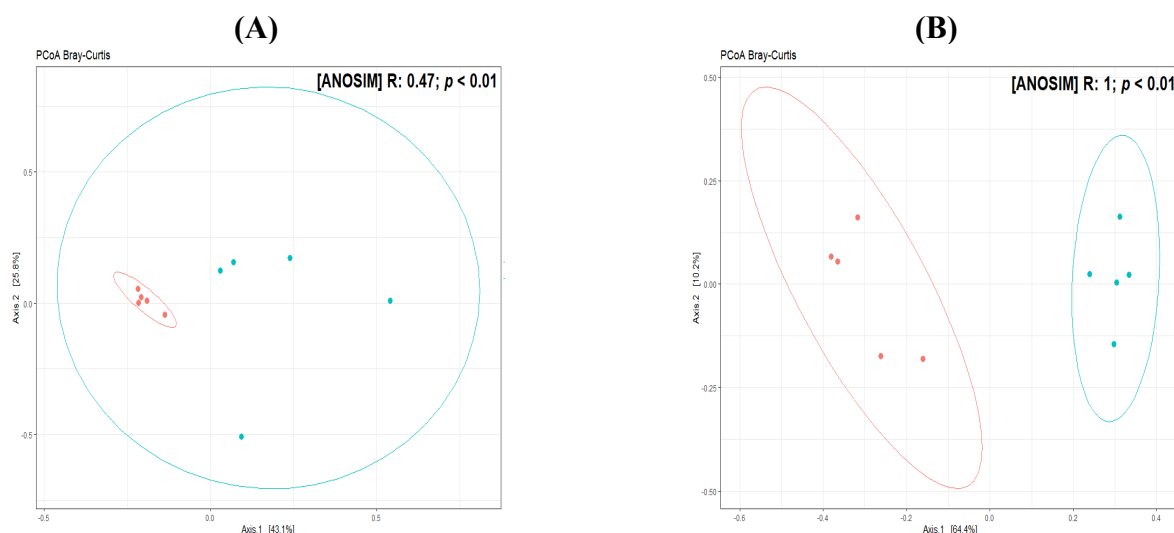 (A)
PCoA Bray-Curtis
[ANOSIM] R: 0.47; p < 0.01
0.5
0.0
-0.5
Axis.2 [25.8%]
-0.5
0.0
0.5
Axis.1 [43.1%]
(B)
PCoA Bray-Curtis
[ANOSIM] R: 1; p < 0.01
0.50
0.25
0.00
-0.25
-0.50
Axis.2 [10.2%]
-0.6
-0.4
-0.2
0.0
0.2
0.4
Axis.1 [64.4%]